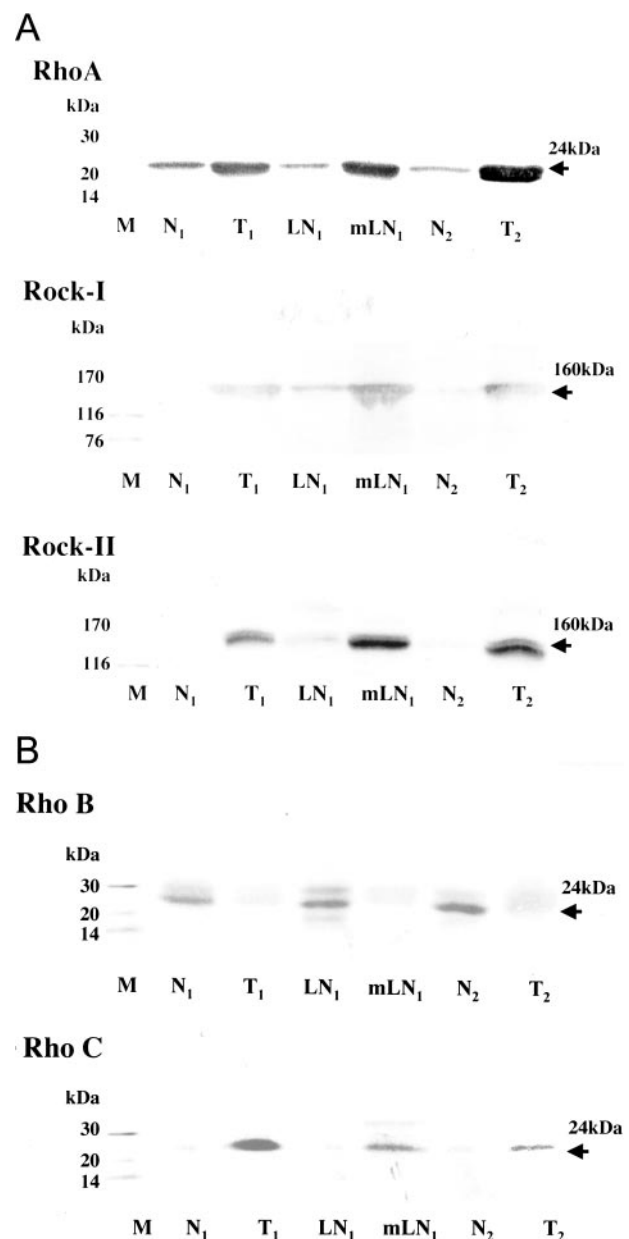 A
RhoA
kDa
30
20
14
24kDa
M N₁ T₁ LN₁ mLN₁ N₂ T₂
Rock-I
kDa
170
116
76
160kDa
M N₁ T₁ LN₁ mLN₁ N₂ T₂
Rock-II
kDa
170
116
160kDa
M N₁ T₁ LN₁ mLN₁ N₂ T₂
B
Rho B
kDa
30
20
14
24kDa
M N₁ T₁ LN₁ mLN₁ N₂ T₂
Rho C
kDa
30
20
14
24kDa
M N₁ T₁ LN₁ mLN₁ N₂ T₂